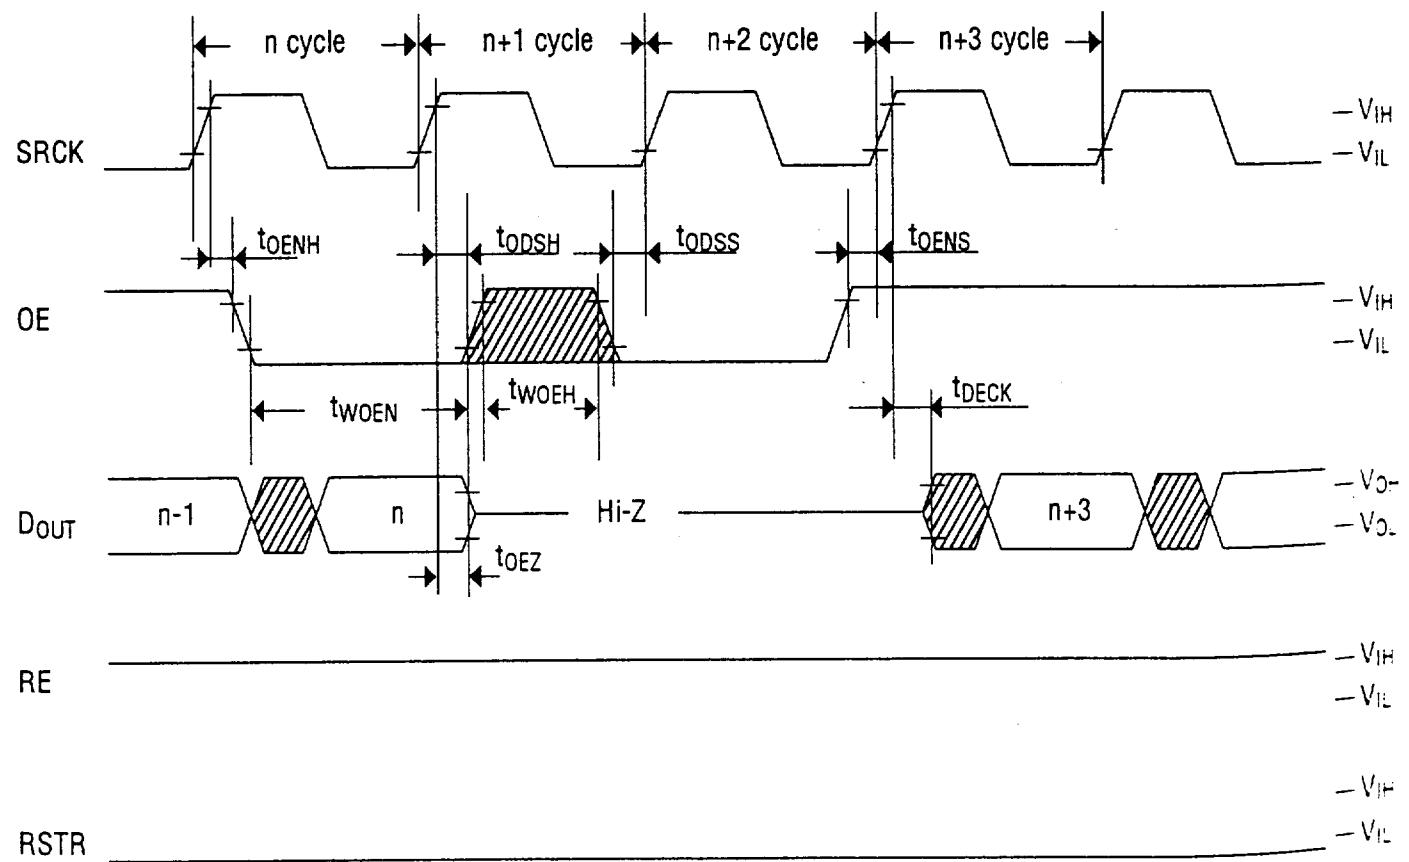 n cycle n+1 cycle n+2 cycle n+3 cycle
SRCK
VIH
VIL
tOENH tODSH tODSS tOENS
OE
VIH
VIL
tWOEN tWOEH tDECK
DOUT
n-1 n Hi-Z n+3
tOEZ
RE
VIH
VIL
RSTR
VIH
VIL